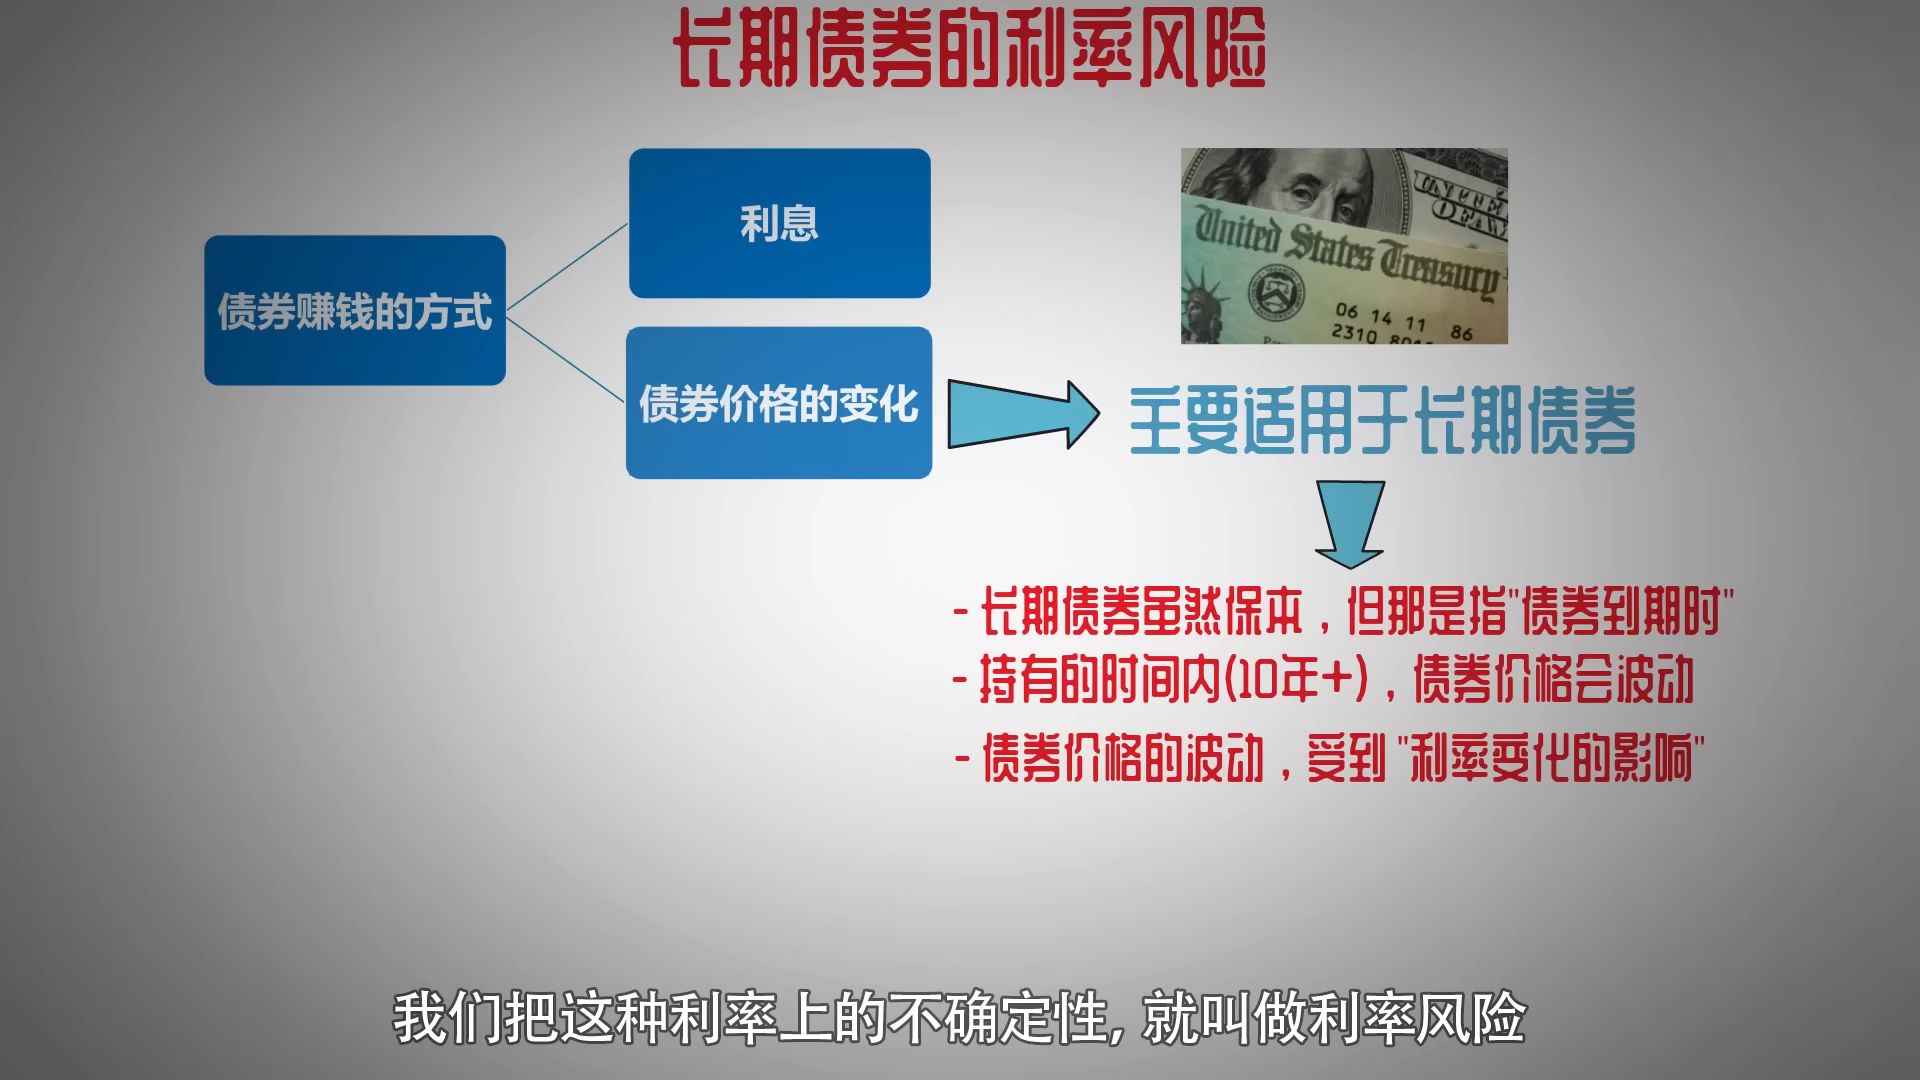 长期债券的利率风险
利息
债券赚钱的方式
债券价格的变化
United States Treasury
06 14 11 86
主要适用于长期债券
- 长期债券虽然保本，但那是指"债券到期时"
- 持有的时间内(10年+)，债券价格会波动
- 债券价格的波动，受到 "利率变化的影响"
我们把这种利率上的不确定性, 就叫做利率风险